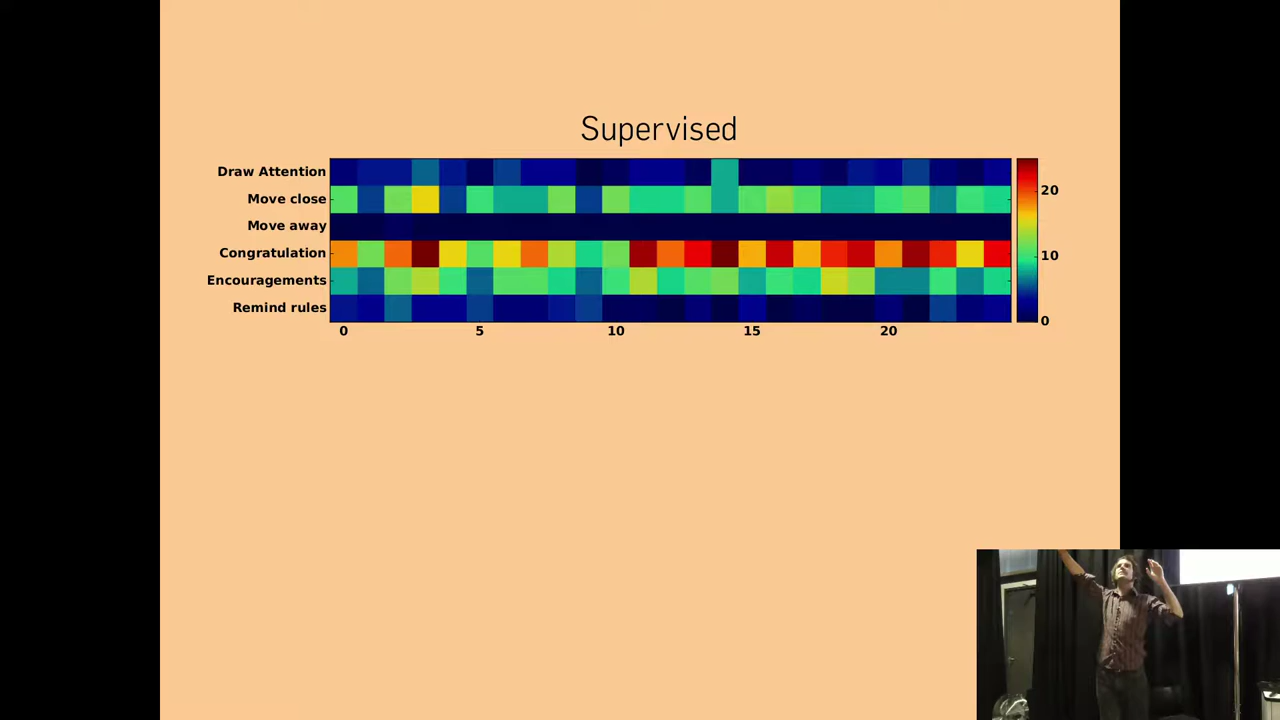 Supervised
Draw Attention
Move close
Move away
Congratulation
Encouragements
Remind rules
0 5 10 15 20
20
10
0